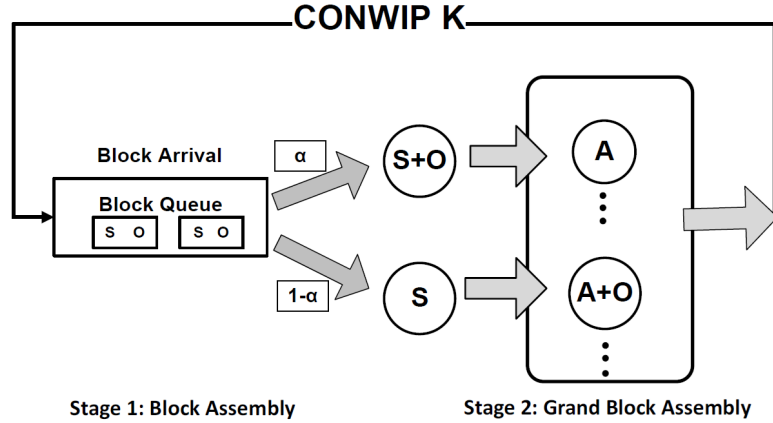 CONWIP K
Block Arrival
α
Block Queue
S O
S O
S+O
A
1-α
S
A+O
Stage 1: Block Assembly
Stage 2: Grand Block Assembly